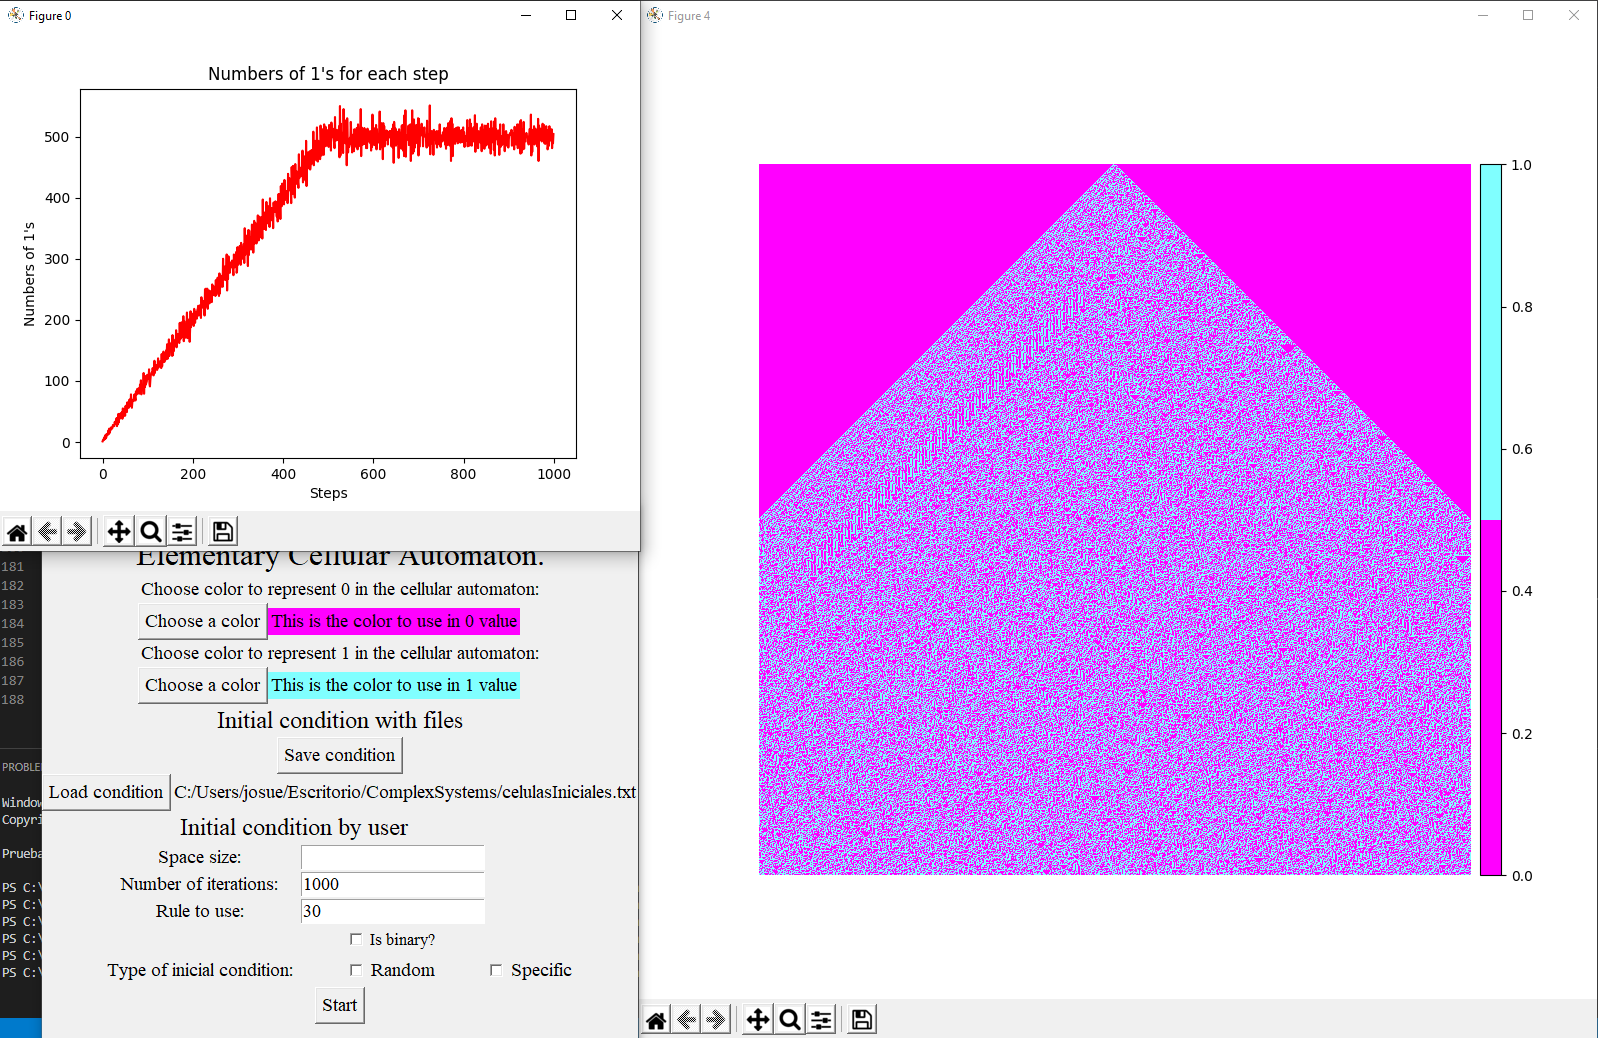 Figure 0
Numbers of 1's for each step
Numbers of 1's
500
400
300
200
100
0
0 200 400 600 800 1000
Steps
Figure 4
1.0
0.8
0.6
0.4
0.2
0.0
181
182
183
184
185
186
187
188
Elementary Cellular Automaton.
Choose color to represent 0 in the cellular automaton:
Choose a color This is the color to use in 0 value
Choose color to represent 1 in the cellular automaton:
Choose a color This is the color to use in 1 value
Initial condition with files
Save condition
Load condition C:/Users/josue/Escritorio/ComplexSystems/celulasIniciales.txt
Initial condition by user
Space size:
Number of iterations: 1000
Rule to use: 30
Is binary?
Type of inicial condition: Random Specific
Start
PROBLE
Window
Copyri
Prueba
PS C:\
PS C:\
PS C:\
PS C:\
PS C:\
PS C:\